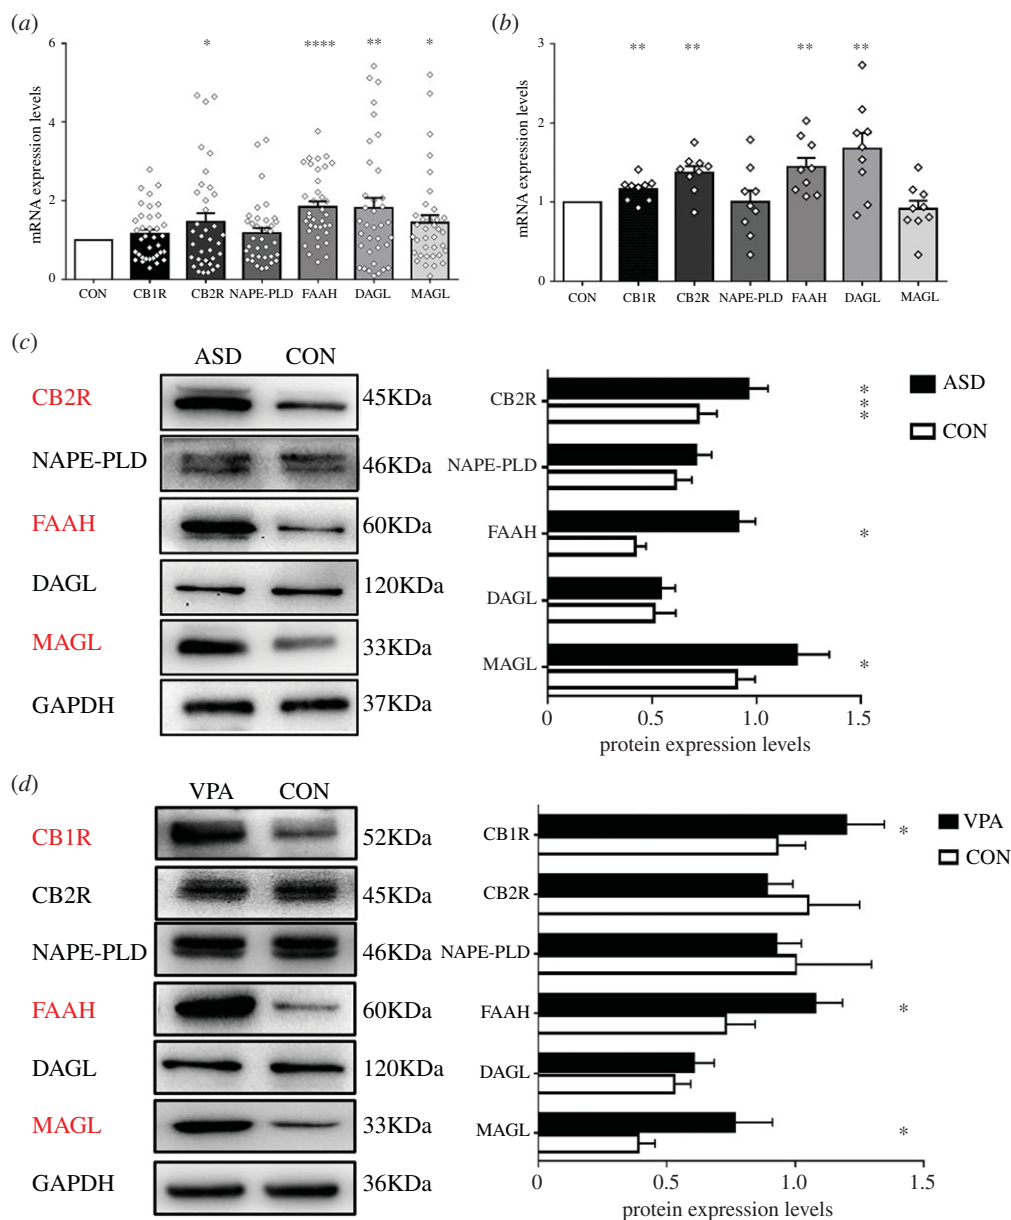 (a)
6
4
2
0
mRNA expression levels
*
****
**
*
CON
CB1R
CB2R
NAPE-PLD
FAAH
DAGL
MAGL
(b)
3
2
1
0
mRNA expression levels
**
**
**
**
CON
CB1R
CB2R
NAPE-PLD
FAAH
DAGL
MAGL
(c)
ASD CON
CB2R 45KDa
NAPE-PLD 46KDa
FAAH 60KDa
DAGL 120KDa
MAGL 33KDa
GAPDH 37KDa
CB2R
*
*
*
NAPE-PLD
FAAH
*
DAGL
MAGL
*
0 0.5 1.0 1.5
protein expression levels
ASD
CON
(d)
VPA CON
CB1R 52KDa
CB2R 45KDa
NAPE-PLD 46KDa
FAAH 60KDa
DAGL 120KDa
MAGL 33KDa
GAPDH 36KDa
CB1R
*
CB2R
NAPE-PLD
FAAH
*
DAGL
MAGL
*
0 0.5 1.0 1.5
protein expression levels
VPA
CON